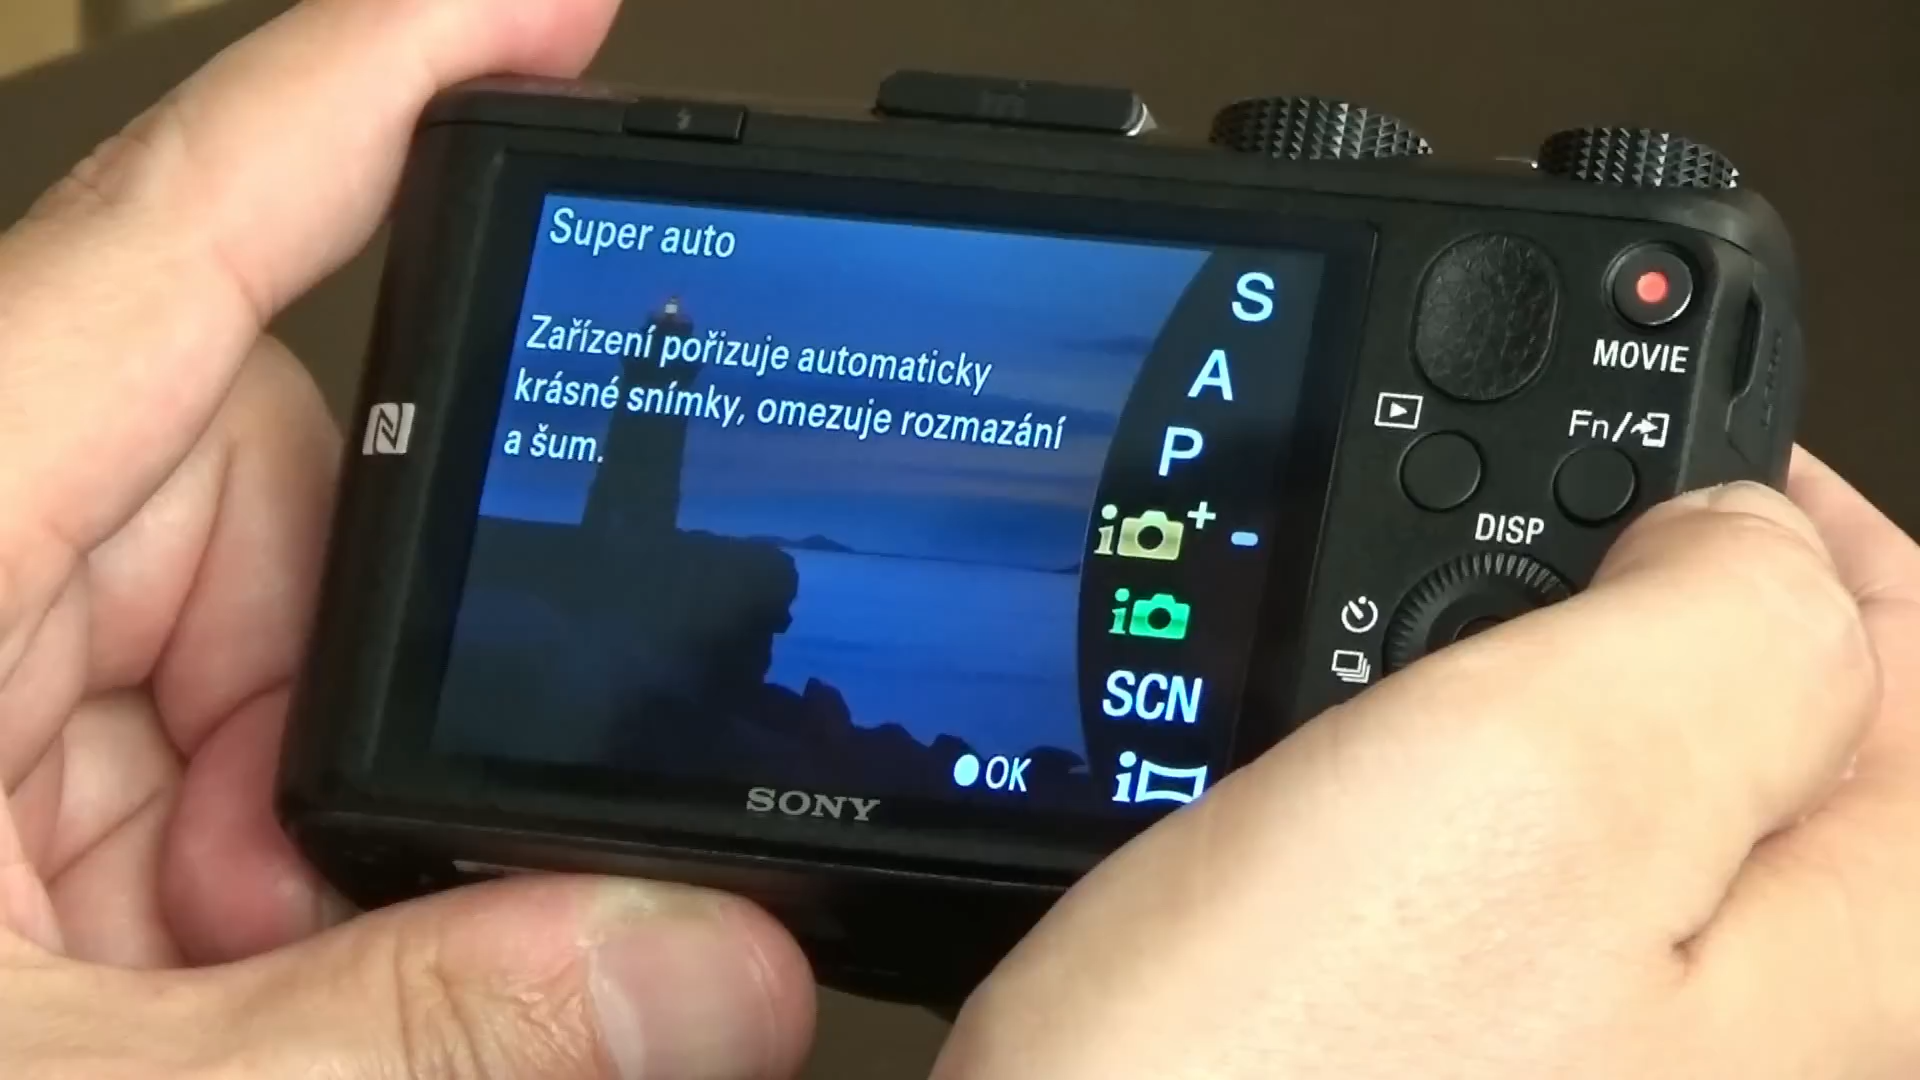 Super auto
Zařízení pořizuje automaticky
krásné snímky, omezuje rozmazání
a šum.
OK
S
A
P
i+
i
SCN
i
SONY
MOVIE
Fn/
DISP